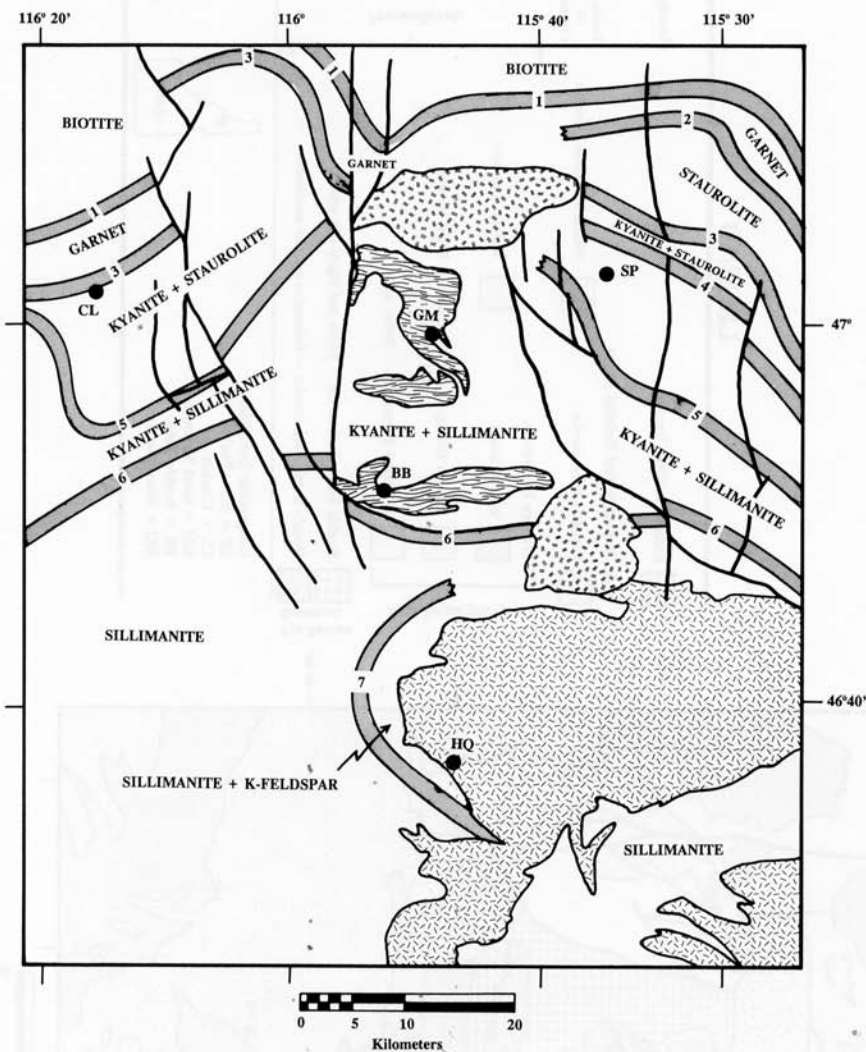 116° 20'
116°
115° 40'
115° 30'
3
1
BIOTITE
1
BIOTITE
2
GARNET
GARNET
STAUROLITE
1
GARNET
3
3
KYANITE + STAUROLITE
KYANITE + STAUROLITE
4
SP
CL
GM
47°
5
KYANITE + SILLIMANITE
5
KYANITE + SILLIMANITE
KYANITE + SILLIMANITE
6
BB
6
6
SILLIMANITE
7
46°40'
HQ
SILLIMANITE + K-FELDSPAR
SILLIMANITE
0
5
10
20
Kilometers